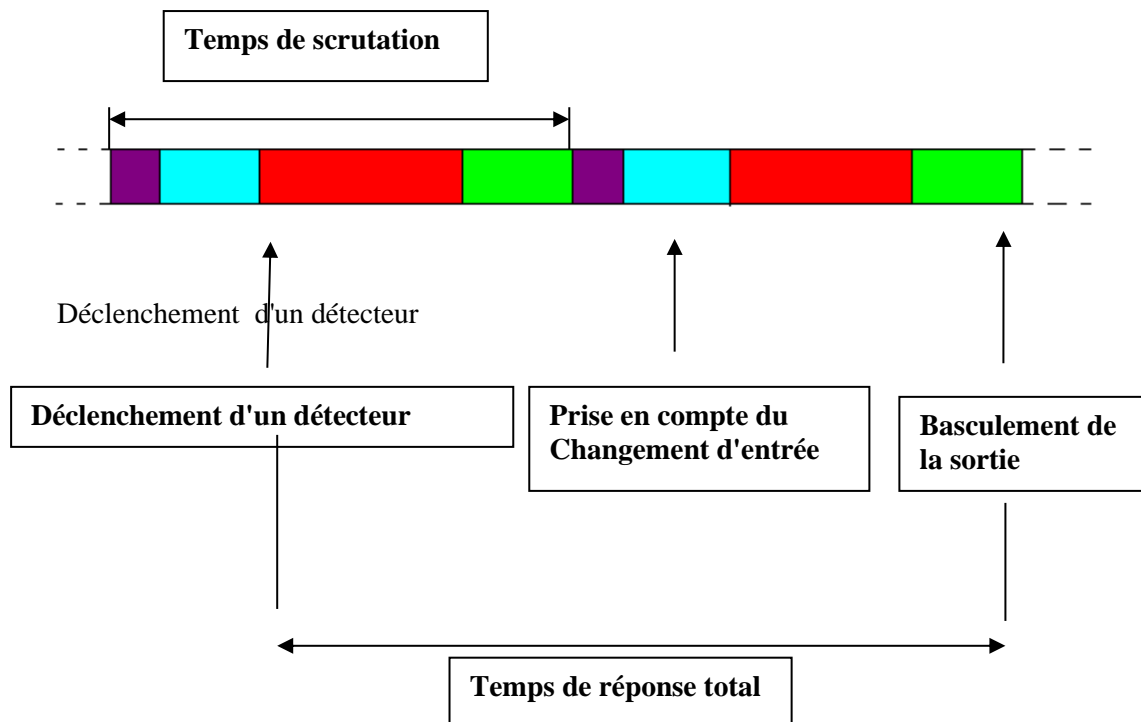 Temps de scrutation
Déclenchement d'un détecteur
Déclenchement d'un détecteur
Prise en compte du
Changement d'entrée
Basculement de
la sortie
Temps de réponse total